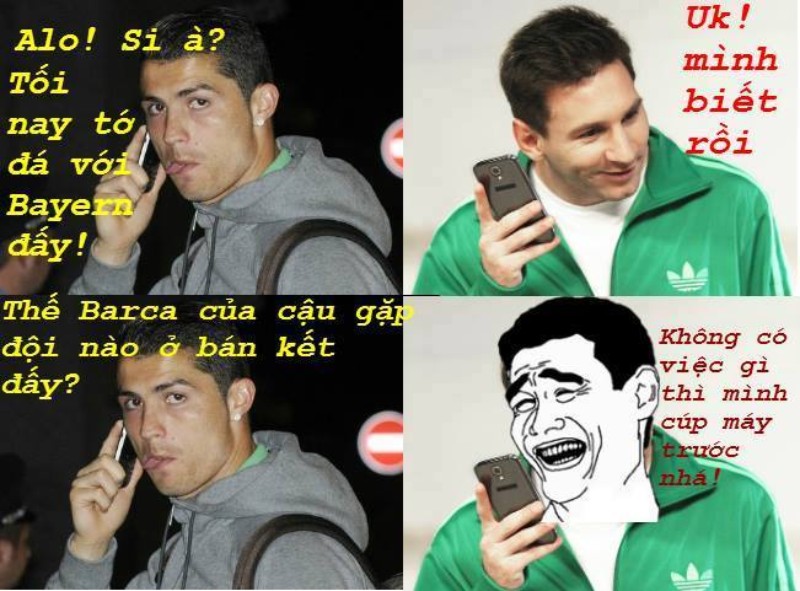 Alo! Si à?
Tối
nay tớ
đá với
Bayern
đấy!
Uk!
mình
biết
rồi
Thế Barca của cậu gặp
đội nào ở bán kết
đấy?
Không có
việc gì
thì mình
cúp máy
trước
nhá!